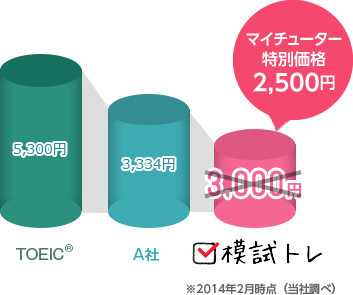 マイチューター
特別価格
2,500円
5,300円
3,334円
3,000円
TOEIC®
A社
模試トレ
※2014年2月時点（当社調べ）